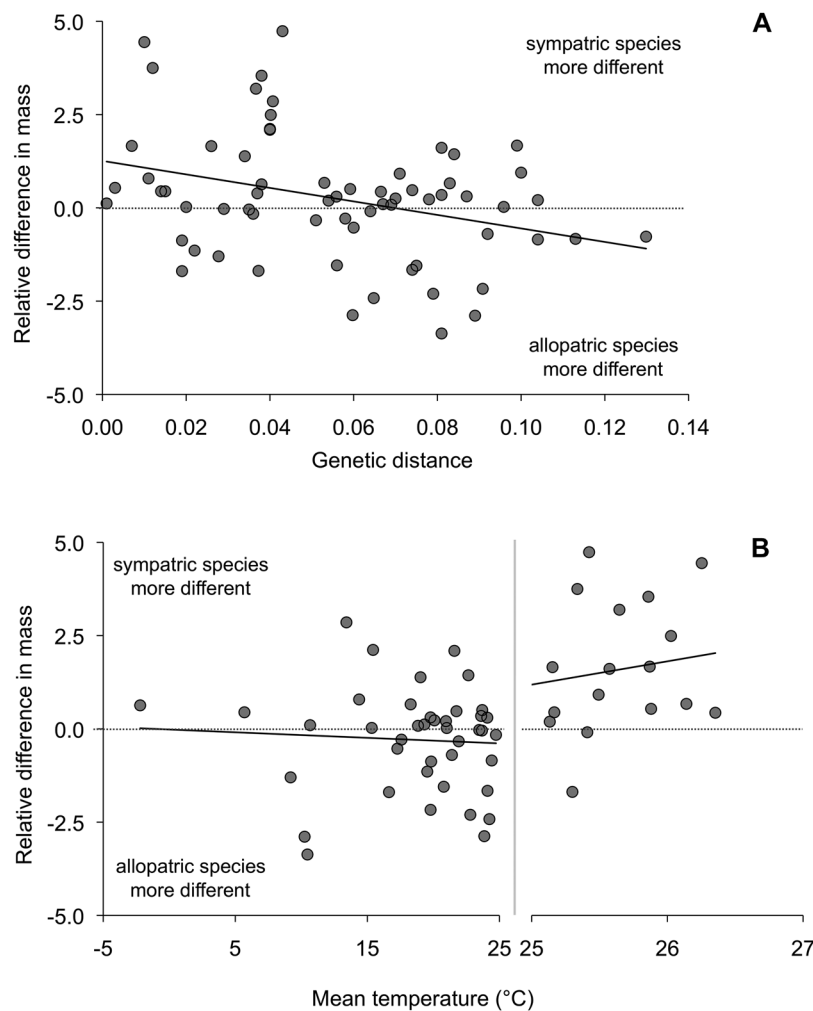 A
5.0
sympatric species
more different
2.5
Relative difference in mass
0.0
-2.5
allopatric species
more different
-5.0
0.00 0.02 0.04 0.06 0.08 0.10 0.12 0.14
Genetic distance
B
5.0
sympatric species
more different
2.5
Relative difference in mass
0.0
-2.5
allopatric species
more different
-5.0
-5 5 15 25 25 26 27
Mean temperature (°C)